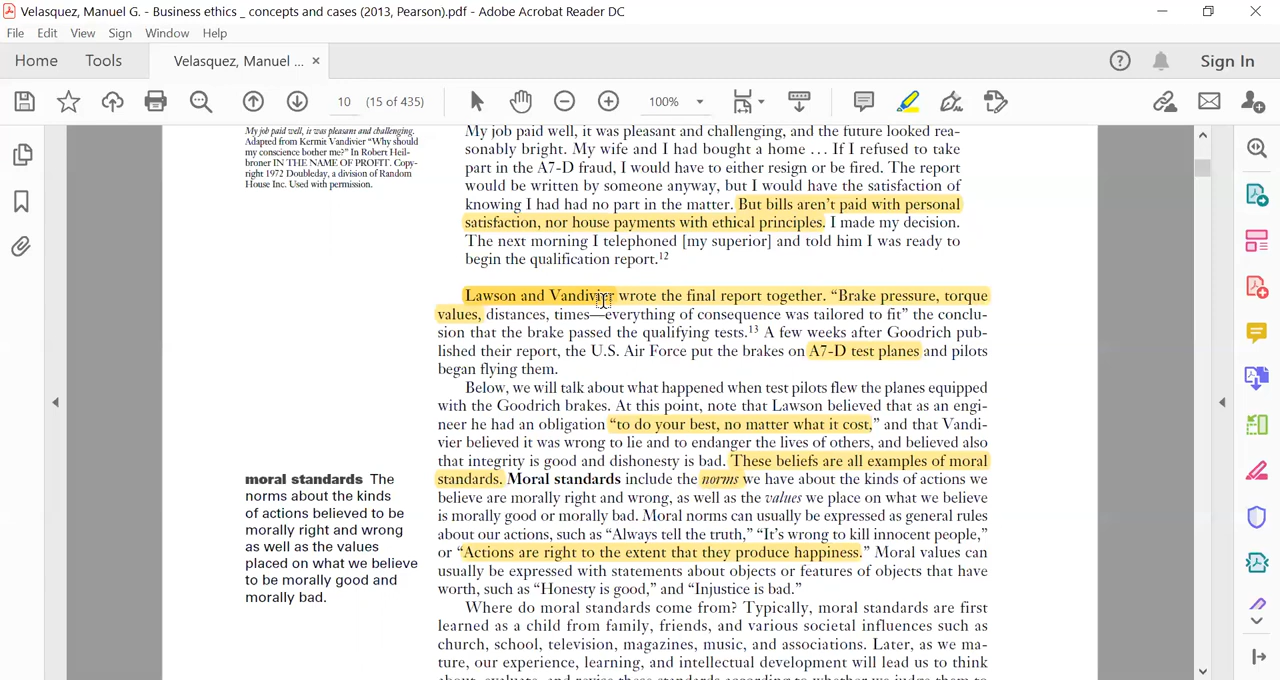 Velasquez, Manuel G. - Business ethics _ concepts and cases (2013, Pearson).pdf - Adobe Acrobat Reader DC
File Edit View Sign Window Help
Home Tools Velasquez, Manuel ... × Sign In
10 (15 of 435) 100%
My job paid well, it was pleasant and challenging.
Adapted from Kermit Vandivier “Why should
my conscience bother me?” In Robert Heil-
broner IN THE NAME OF PROFIT. Copy-
right 1972 Doubleday, a division of Random
House Inc. Used with permission.
My job paid well, it was pleasant and challenging, and the future looked rea-
sonably bright. My wife and I had bought a home … If I refused to take
part in the A7-D fraud, I would have to either resign or be fired. The report
would be written by someone anyway, but I would have the satisfaction of
knowing I had had no part in the matter. But bills aren’t paid with personal
satisfaction, nor house payments with ethical principles. I made my decision.
The next morning I telephoned [my superior] and told him I was ready to
begin the qualification report.12
Lawson and Vandivier wrote the final report together. “Brake pressure, torque
values, distances, times—everything of consequence was tailored to fit” the conclu-
sion that the brake passed the qualifying tests.13 A few weeks after Goodrich pub-
lished their report, the U.S. Air Force put the brakes on A7-D test planes and pilots
began flying them.
Below, we will talk about what happened when test pilots flew the planes equipped
with the Goodrich brakes. At this point, note that Lawson believed that as an engi-
neer he had an obligation “to do your best, no matter what it cost,” and that Vandi-
vier believed it was wrong to lie and to endanger the lives of others, and believed also
that integrity is good and dishonesty is bad. These beliefs are all examples of moral
standards. Moral standards include the norms we have about the kinds of actions we
believe are morally right and wrong, as well as the values we place on what we believe
is morally good or morally bad. Moral norms can usually be expressed as general rules
about our actions, such as “Always tell the truth,” “It’s wrong to kill innocent people,”
or “Actions are right to the extent that they produce happiness.” Moral values can
usually be expressed with statements about objects or features of objects that have
worth, such as “Honesty is good,” and “Injustice is bad.”
moral standards The
norms about the kinds
of actions believed to be
morally right and wrong
as well as the values
placed on what we believe
to be morally good and
morally bad.
Where do moral standards come from? Typically, moral standards are first
learned as a child from family, friends, and various societal influences such as
church, school, television, magazines, music, and associations. Later, as we ma-
ture, our experience, learning, and intellectual development will lead us to think
about, evaluate, and revise these standards according to whether we judge them to